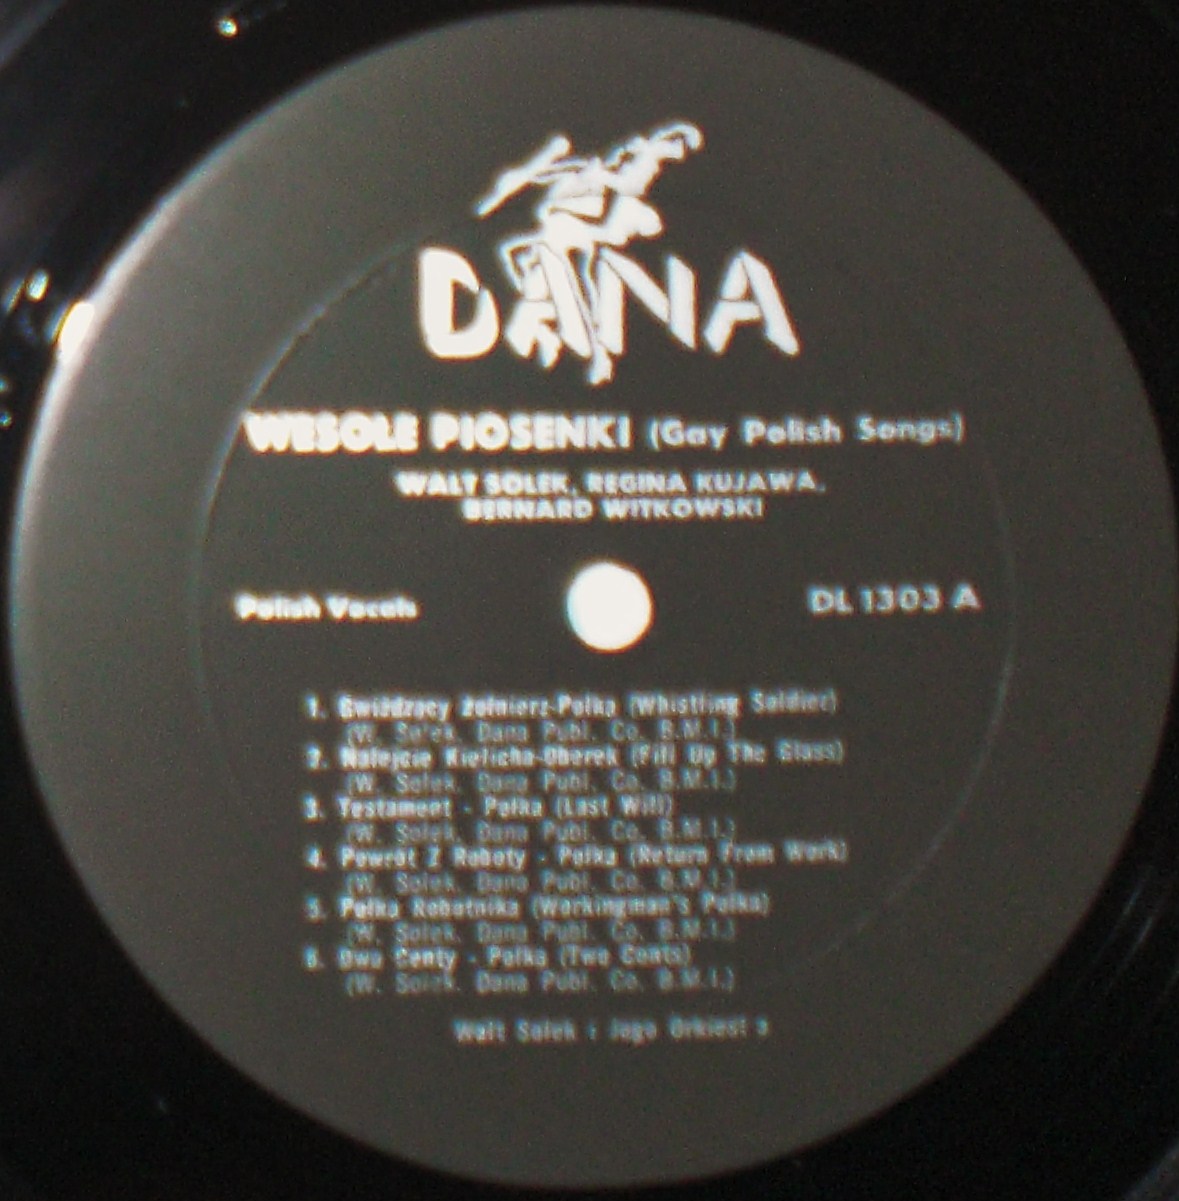 DANA
WESOLE PIOSENKI (Gay Polish Songs)
WALT SOLEK, REGINA KUJAWA,
BERNARD WITKOWSKI
Polish Vocals
DL 1303 A
1. Gwiżdzacy Żołnierz-Polka (Whistling Soldier)
(W. Solek. Dana Publ. Co. B.M.I.)
2. Nalejcie Kielicha-Oberek (Fill Up The Glass)
(W. Solek. Dana Publ. Co. B.M.I.)
3. Testament - Polka (Last Will)
(W. Solek. Dana Publ. Co. B.M.I.)
4. Powrót Z Roboty - Polka (Return From Work)
(W. Solek. Dana Publ. Co. B.M.I.)
5. Polka Robotnika (Workingman's Polka)
(W. Solek. Dana Publ. Co. B.M.I.)
6. Dwa Centy - Polka (Two Cents)
(W. Solek. Dana Publ. Co. B.M.I.)
Walt Solek i Jego